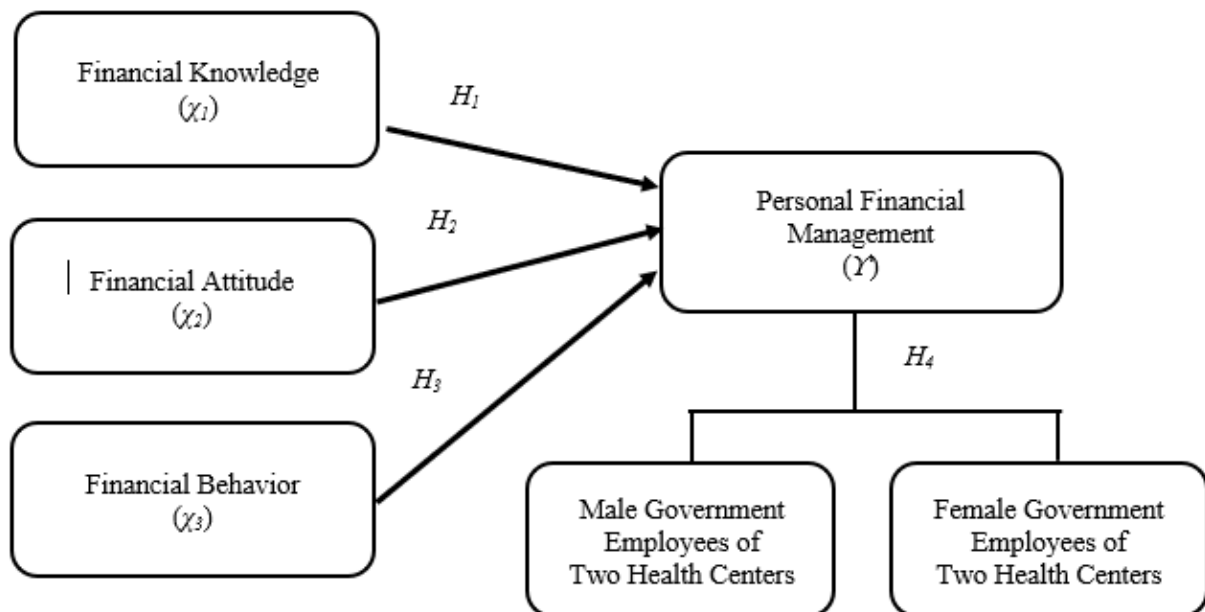 Financial Knowledge
(χ1)
H1
Personal Financial
Management
(Y)
H2
Financial Attitude
(χ2)
H3
H4
Financial Behavior
(χ3)
Male Government
Employees of
Two Health Centers
Female Government
Employees of
Two Health Centers